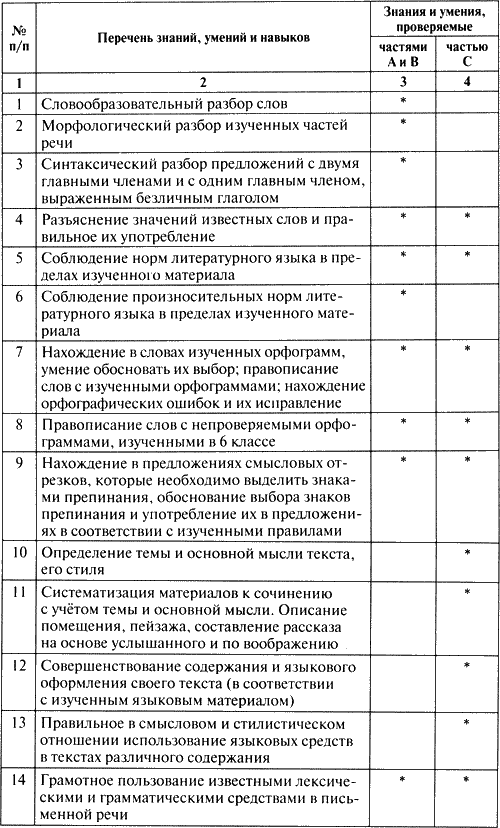 № п/п
Перечень знаний, умений и навыков
Знания и умения, проверяемые
частями А и В
частью С
1 2 3 4
1 Словообразовательный разбор слов *
2 Морфологический разбор изученных частей
речи *
3 Синтаксический разбор предложений с двумя
главными членами и с одним главным членом,
выраженным безличным глаголом *
4 Разъяснение значений известных слов и пра-
вильное их употребление * *
5 Соблюдение норм литературного языка в пре-
делах изученного материала * *
6 Соблюдение произносительных норм лите-
ратурного языка в пределах изученного мате-
риала *
7 Нахождение в словах изученных орфограмм,
умение обосновать их выбор; правописание
слов с изученными орфограммами; нахождение
орфографических ошибок и их исправление * *
8 Правописание слов с непроверяемыми орфо-
граммами, изученными в 6 классе * *
9 Нахождение в предложениях смысловых от-
резков, которые необходимо выделить знака-
ми препинания, обоснование выбора знаков
препинания и употребление их в предложени-
ях в соответствии с изученными правилами * *
10 Определение темы и основной мысли текста,
его стиля *
11 Систематизация материалов к сочинению
с учётом темы и основной мысли. Описание
помещения, пейзажа, составление рассказа
на основе услышанного и по воображению *
12 Совершенствование содержания и языкового
оформления своего текста (в соответствии
с изученным языковым материалом) *
13 Правильное в смысловом и стилистическом
отношении использование языковых средств
в текстах различного содержания *
14 Грамотное пользование известными лексиче-
скими и грамматическими средствами в пись-
менной речи * *